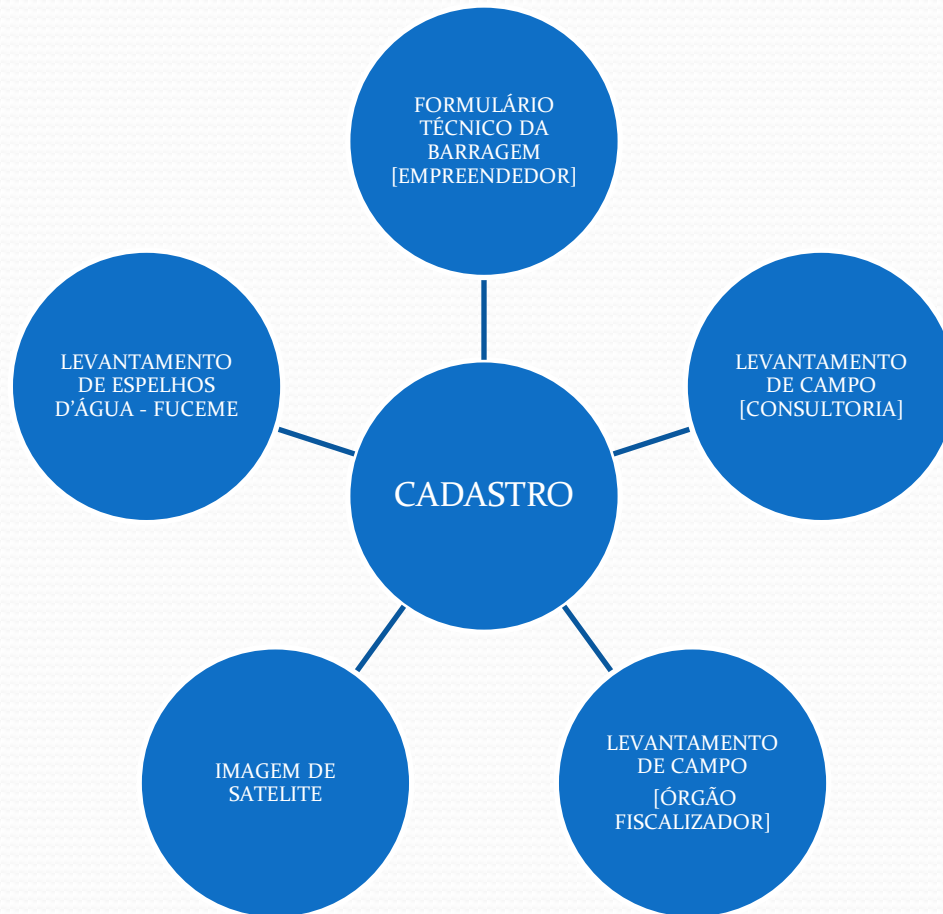 FORMULÁRIO
TÉCNICO DA
BARRAGEM
[EMPREENDEDOR]
LEVANTAMENTO
DE ESPELHOS
D'ÁGUA - FUCEME
LEVANTAMENTO
DE CAMPO
[CONSULTORIA]
CADASTRO
IMAGEM DE
SATELITE
LEVANTAMENTO
DE CAMPO
[ÓRGÃO
FISCALIZADOR]